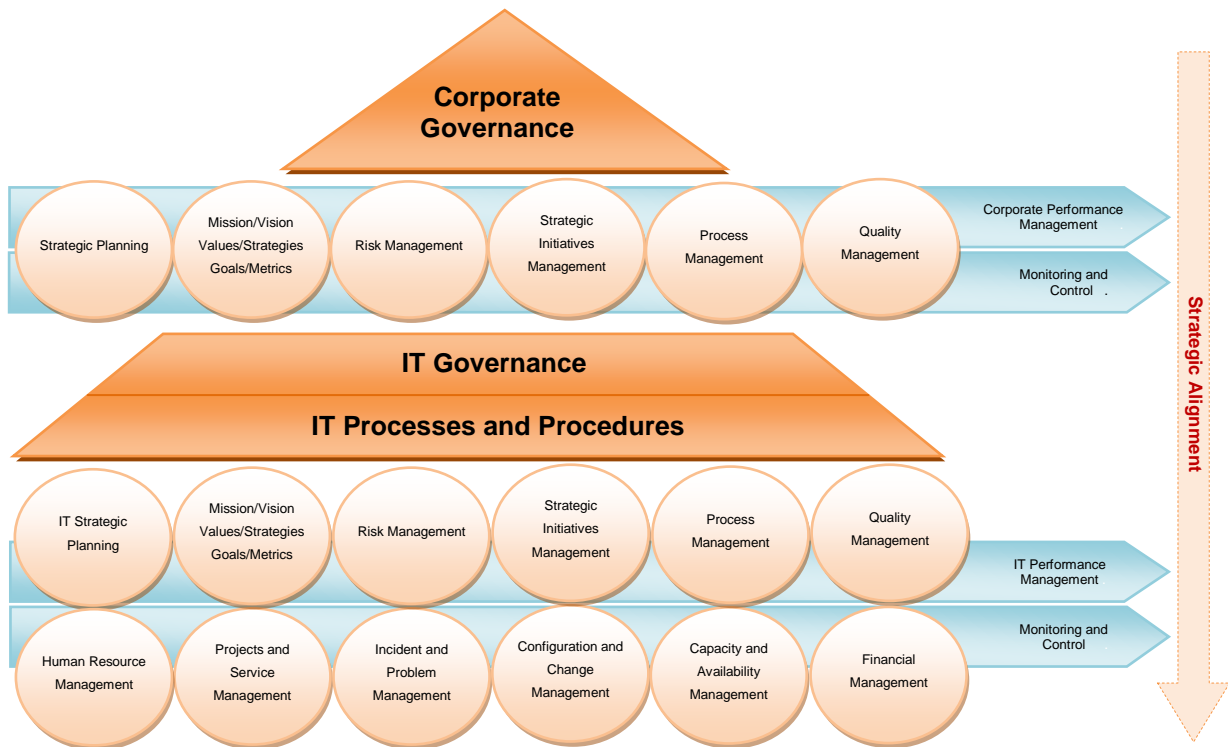 Corporate
Governance
Strategic Planning
Mission/Vision
Values/Strategies
Goals/Metrics
Risk Management
Strategic
Initiatives
Management
Process
Management
Quality
Management
Corporate Performance
Management .
Monitoring and
Control .
IT Governance
IT Processes and Procedures
IT Strategic
Planning
Mission/Vision
Values/Strategies
Goals/Metrics
Risk Management
Strategic
Initiatives
Management
Process
Management
Quality
Management
IT Performance
Management
Human Resource
Management
Projects and
Service
Management
Incident and
Problem
Management
Configuration and
Change
Management
Capacity and
Availability
Management
Financial
Management
Monitoring and
Control .
Strategic Alignment